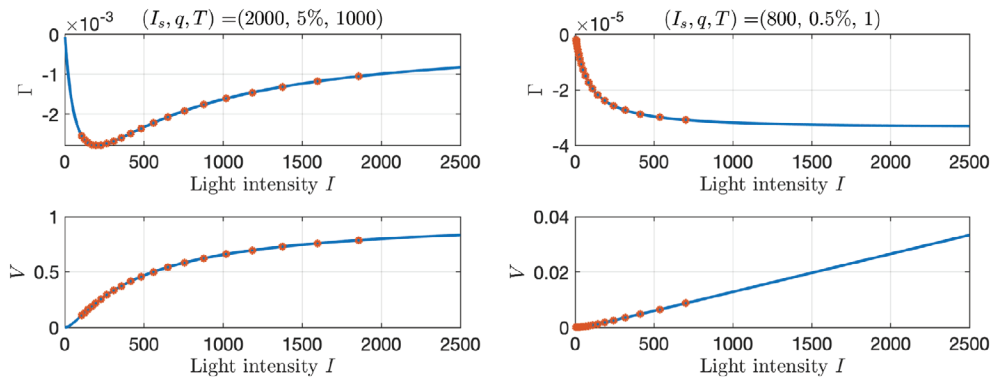 (I_s, q, T) =(2000, 5%, 1000)
×10^-3
0
-1
-2
Γ
0 500 1000 1500 2000 2500
Light intensity I
(I_s, q, T) =(800, 0.5%, 1)
×10^-5
0
-2
-4
Γ
0 500 1000 1500 2000 2500
Light intensity I
1
0.5
0
V
0 500 1000 1500 2000 2500
Light intensity I
0.04
0.02
0
V
0 500 1000 1500 2000 2500
Light intensity I